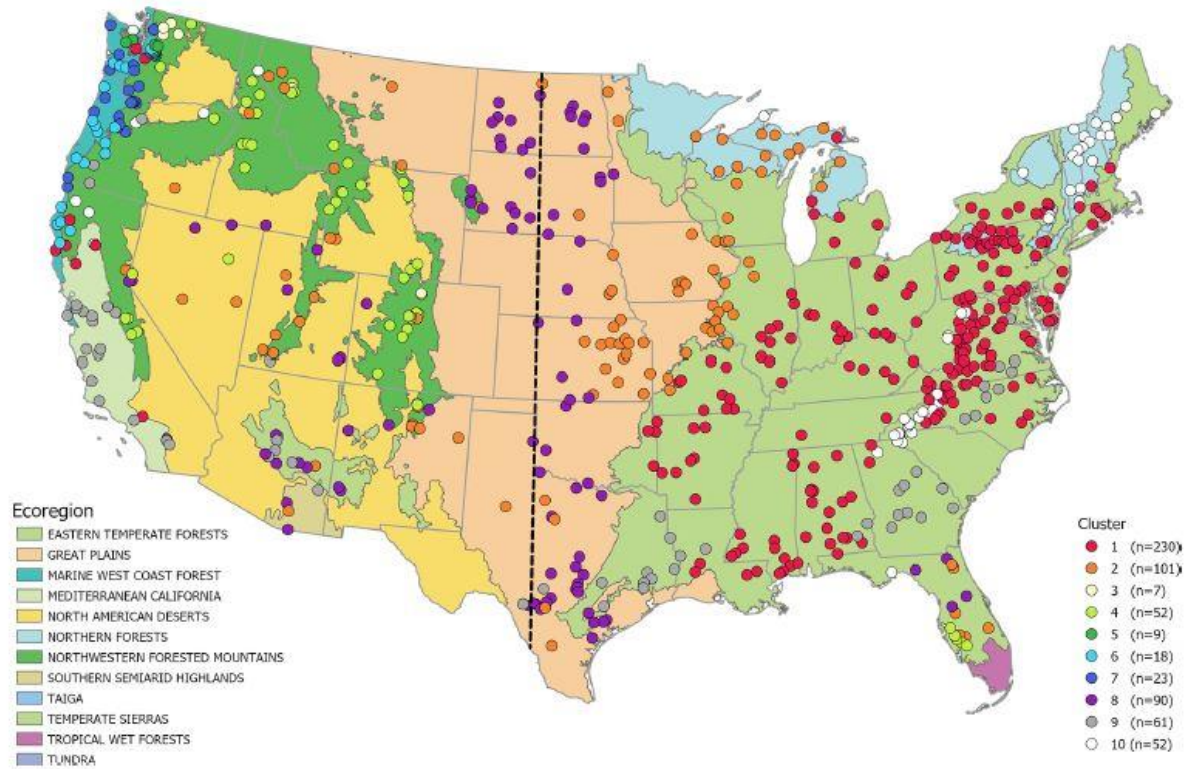 Ecoregion
EASTERN TEMPERATE FORESTS
GREAT PLAINS
MARINE WEST COAST FOREST
MEDITERRANEAN CALIFORNIA
NORTH AMERICAN DESERTS
NORTHERN FORESTS
NORTHWESTERN FORESTED MOUNTAINS
SOUTHERN SEMIARID HIGHLANDS
TAIGA
TEMPERATE SIERRAS
TROPICAL WET FORESTS
TUNDRA
Cluster
1 (n=230)
2 (n=101)
3 (n=7)
4 (n=52)
5 (n=9)
6 (n=18)
7 (n=23)
8 (n=90)
9 (n=61)
10 (n=52)